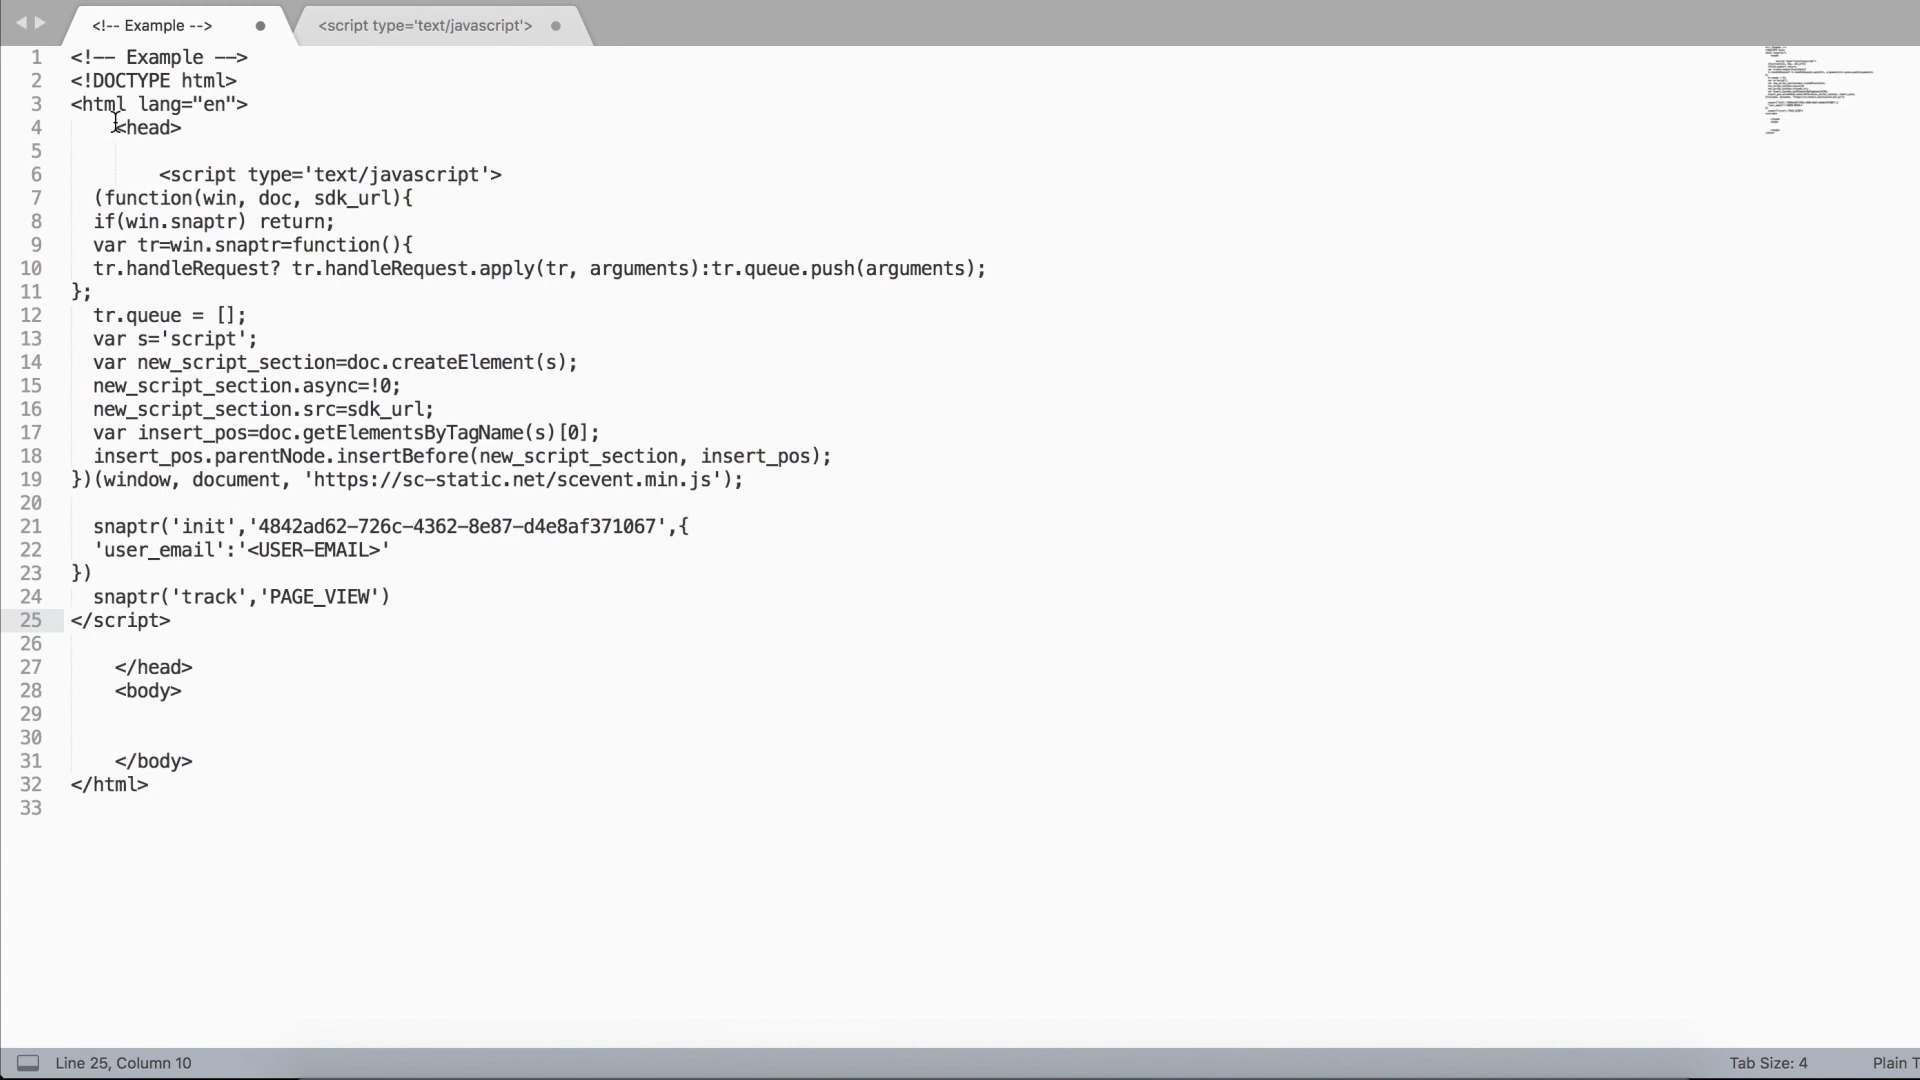 <!-- Example -->
<script type='text/javascript'>
1 <!-- Example -->
2 <!DOCTYPE html>
3 <html lang="en">
4 <head>
5
6 <script type='text/javascript'>
7 (function(win, doc, sdk_url){
8 if(win.snaptr) return;
9 var tr=win.snaptr=function(){
10 tr.handleRequest? tr.handleRequest.apply(tr, arguments):tr.queue.push(arguments);
11 };
12 tr.queue = [];
13 var s='script';
14 var new_script_section=doc.createElement(s);
15 new_script_section.async=!0;
16 new_script_section.src=sdk_url;
17 var insert_pos=doc.getElementsByTagName(s)[0];
18 insert_pos.parentNode.insertBefore(new_script_section, insert_pos);
19 })(window, document, 'https://sc-static.net/scevent.min.js');
20
21 snaptr('init','4842ad62-726c-4362-8e87-d4e8af371067',{
22 'user_email':'<USER-EMAIL>'
23 })
24 snaptr('track','PAGE_VIEW')
25 </script>
26
27 </head>
28 <body>
29
30
31 </body>
32 </html>
33
Line 25, Column 10
Tab Size: 4
Plain T